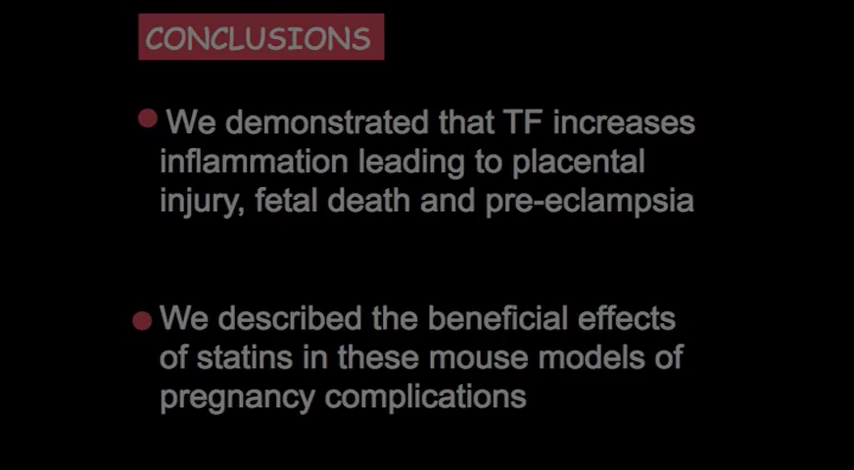 CONCLUSIONS
We demonstrated that TF increases
inflammation leading to placental
injury, fetal death and pre-eclampsia
We described the beneficial effects
of statins in these mouse models of
pregnancy complications